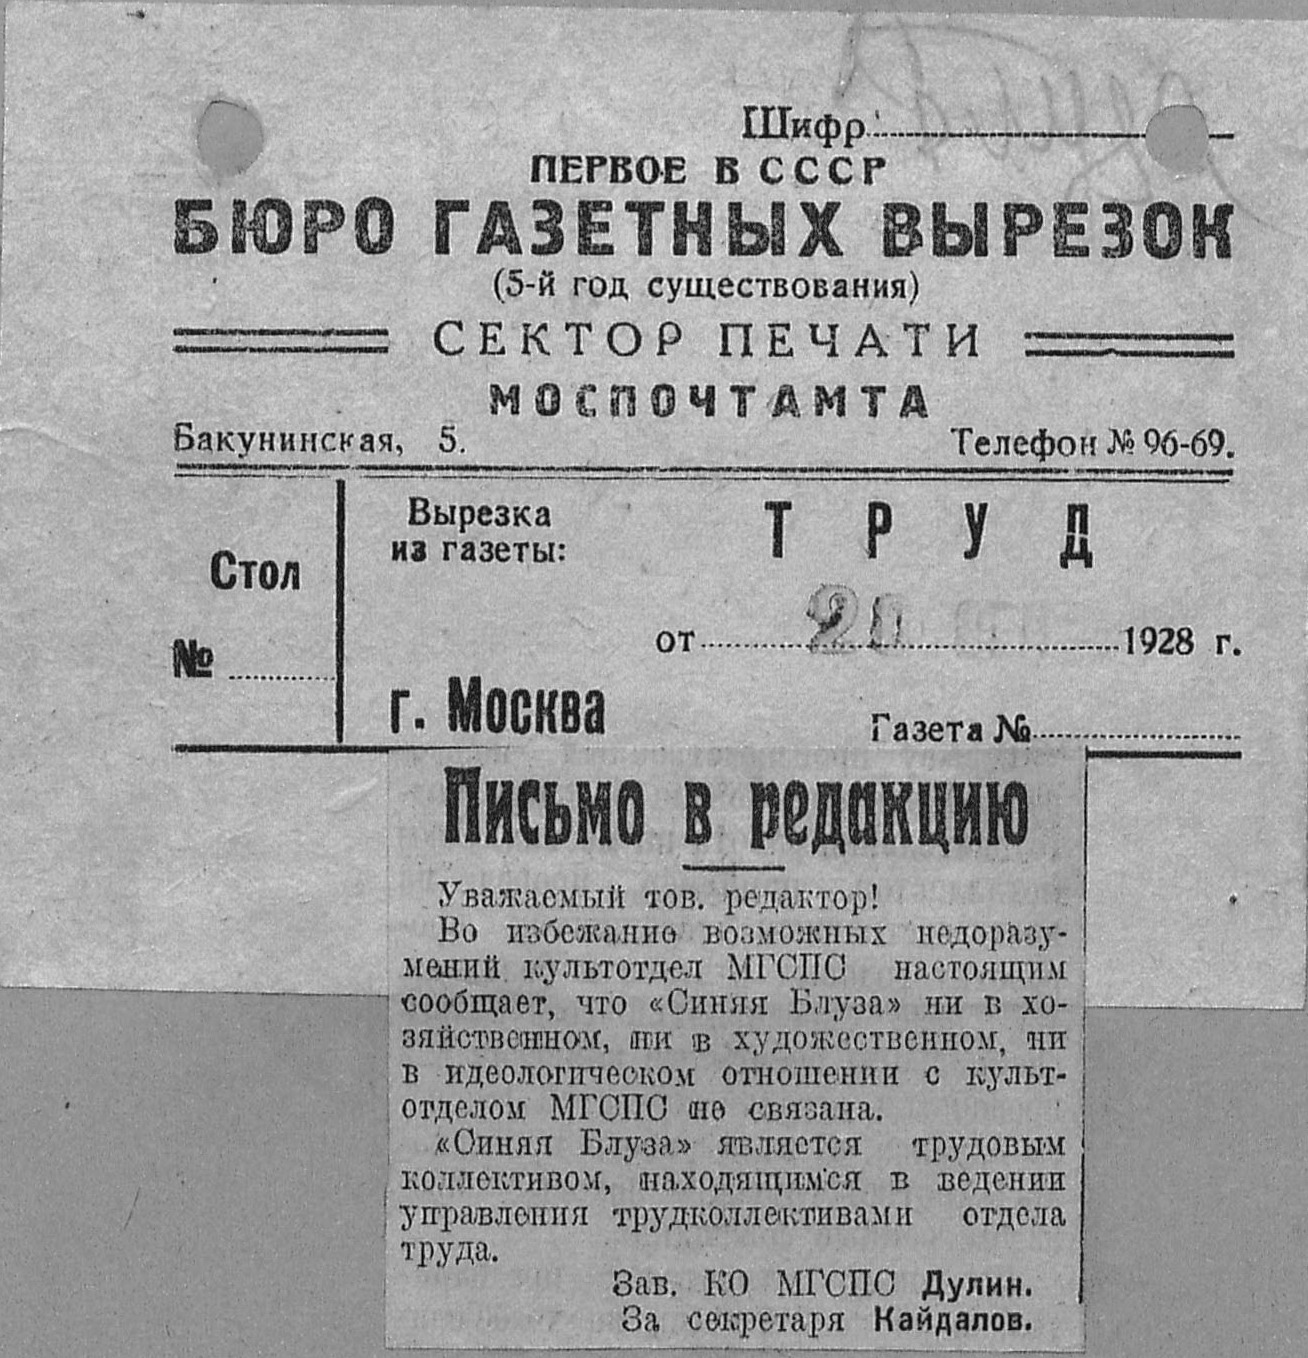 Шифр
ПЕРВОЕ В СССР
БЮРО ГАЗЕТНЫХ ВЫРЕЗОК
(5-й год существования)
СЕКТОР ПЕЧАТИ
МОСПОЧТАМТА
Бакунинская, 5. Телефон № 96-69.
Стол
№
Вырезка
из газеты:
ТРУД
от 20 1928 г.
г. Москва Газета №
Письмо в редакцию
Уважаемый тов. редактор!
Во избежание возможных недоразу-
мений культотдел МГСПС настоящим
сообщает, что «Синяя Блуза» ни в хо-
зяйственном, ни в художественном, ни
в идеологическом отношении с культ-
отделом МГСПС не связана.
«Синяя Блуза» является трудовым
коллективом, находящимся в ведении
управления трудколлективами отдела
труда.
Зав. КО МГСПС Дулин.
За секретаря Кайдалов.